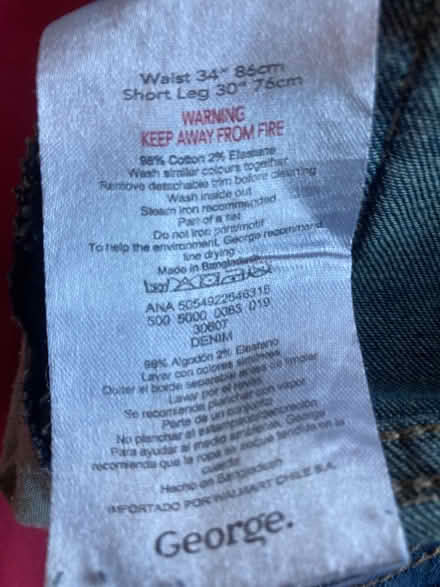 Waist 34" 86cm
Short Leg 30" 76cm
WARNING
KEEP AWAY FROM FIRE
98% Cotton 2% Elastane
Wash similar colours together
Remove detachable trim before cleaning
Wash inside out
Steam iron recommended
Part of a set
Do not iron print/motif
To help the environment, George recommend
line drying
Made in Bangladesh
ANA 5054922646316
500 5000 0085 019
30607
DENIM
98% Algodón 2% Elastano
Lavar con colores similares
Quitar el borde separable antes de limpiar
Lavar por el revés
Se recomienda planchar con vapor
Parte de un conjunto
No planchar el estampado/decoración
Para ayudar al medio ambiente, George
recomienda que la ropa se seque tendida en la
cuerda
Hecho en Bangladesh
IMPORTADO POR WALMART CHILE S.A.
George.